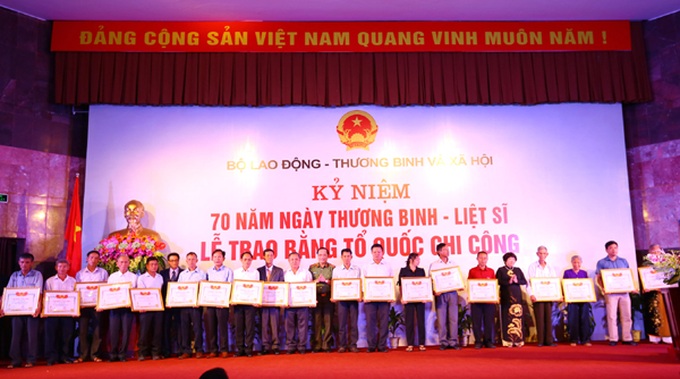 ĐẢNG CỘNG SẢN VIỆT NAM QUANG VINH MUÔN NĂM !
BỘ LAO ĐỘNG - THƯƠNG BINH VÀ XÃ HỘI
KỶ NIỆM
70 NĂM NGÀY THƯƠNG BINH - LIỆT SĨ
LỄ TRAO BẰNG TỔ QUỐC GHI CÔNG